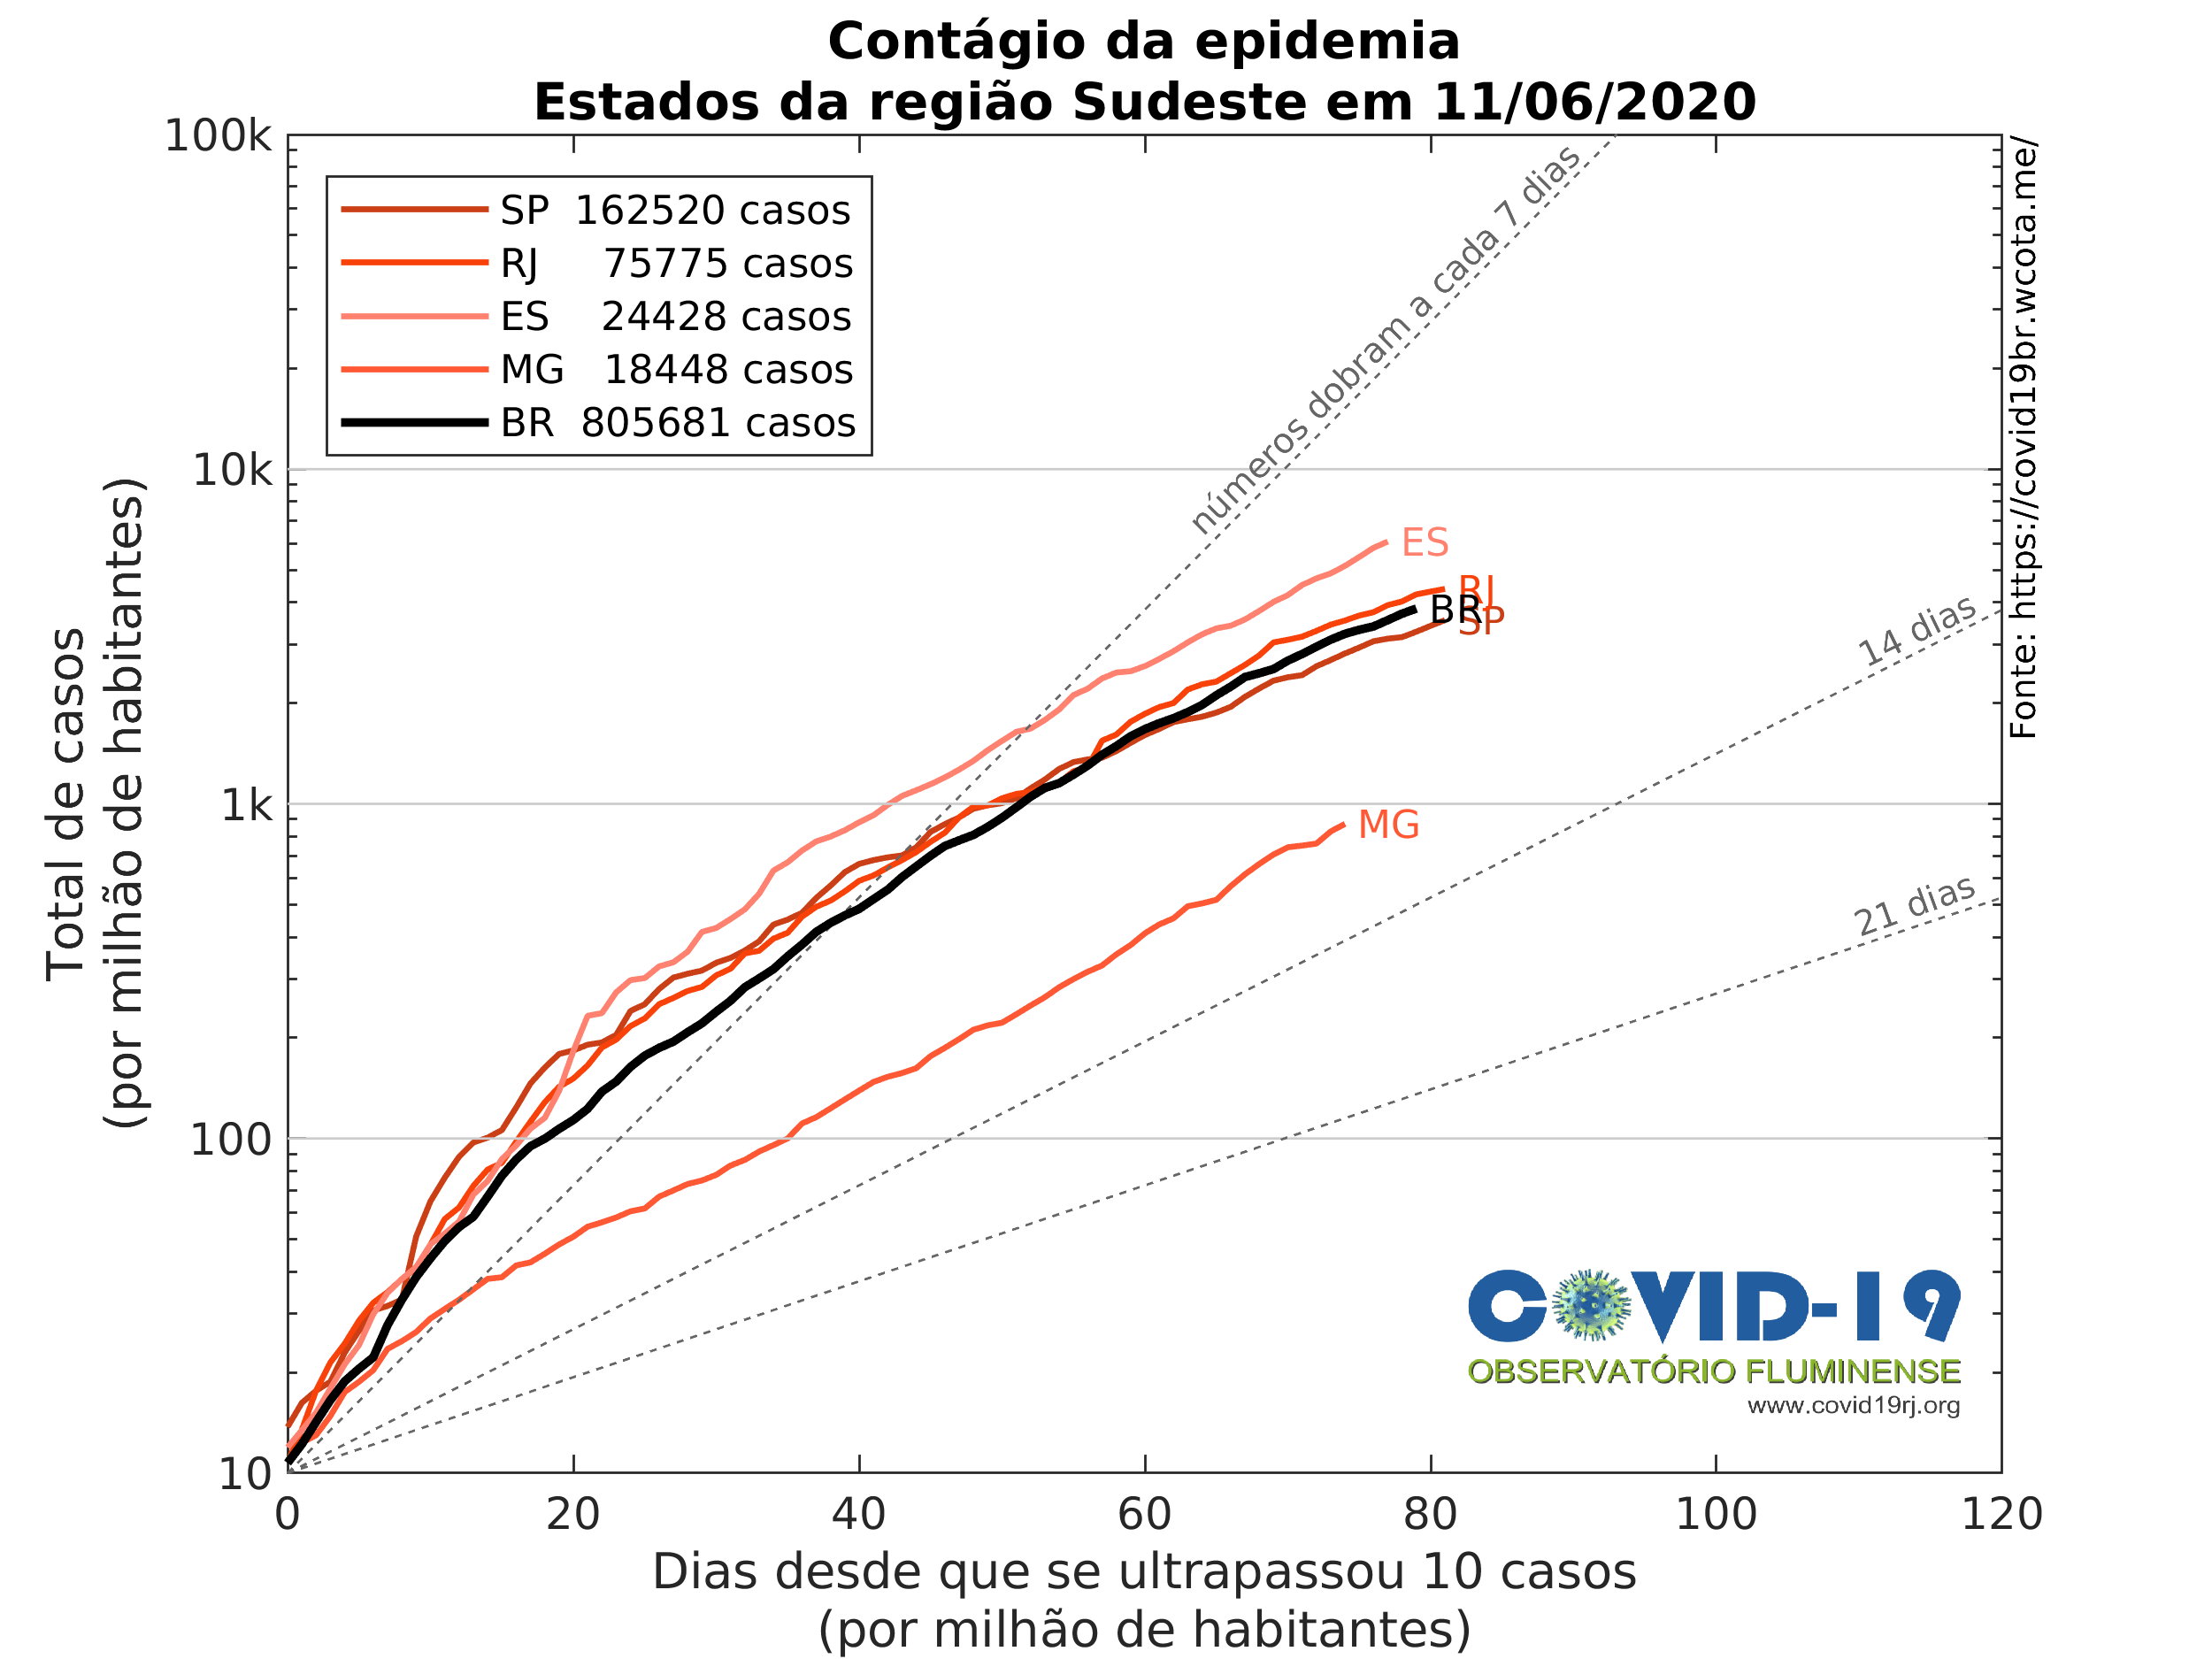 Contágio da epidemia
Estados da região Sudeste em 11/06/2020
100k
10k
1k
100
10
Total de casos
(por milhão de habitantes)
SP 162520 casos
RJ 75775 casos
ES 24428 casos
MG 18448 casos
BR 805681 casos
números dobram a cada 7 dias
14 dias
21 dias
ES
RJ
BR
SP
MG
Fonte: https://covid19br.wcota.me/
COVID-19
OBSERVATÓRIO FLUMINENSE
www.covid19rj.org
0 20 40 60 80 100 120
Dias desde que se ultrapassou 10 casos
(por milhão de habitantes)